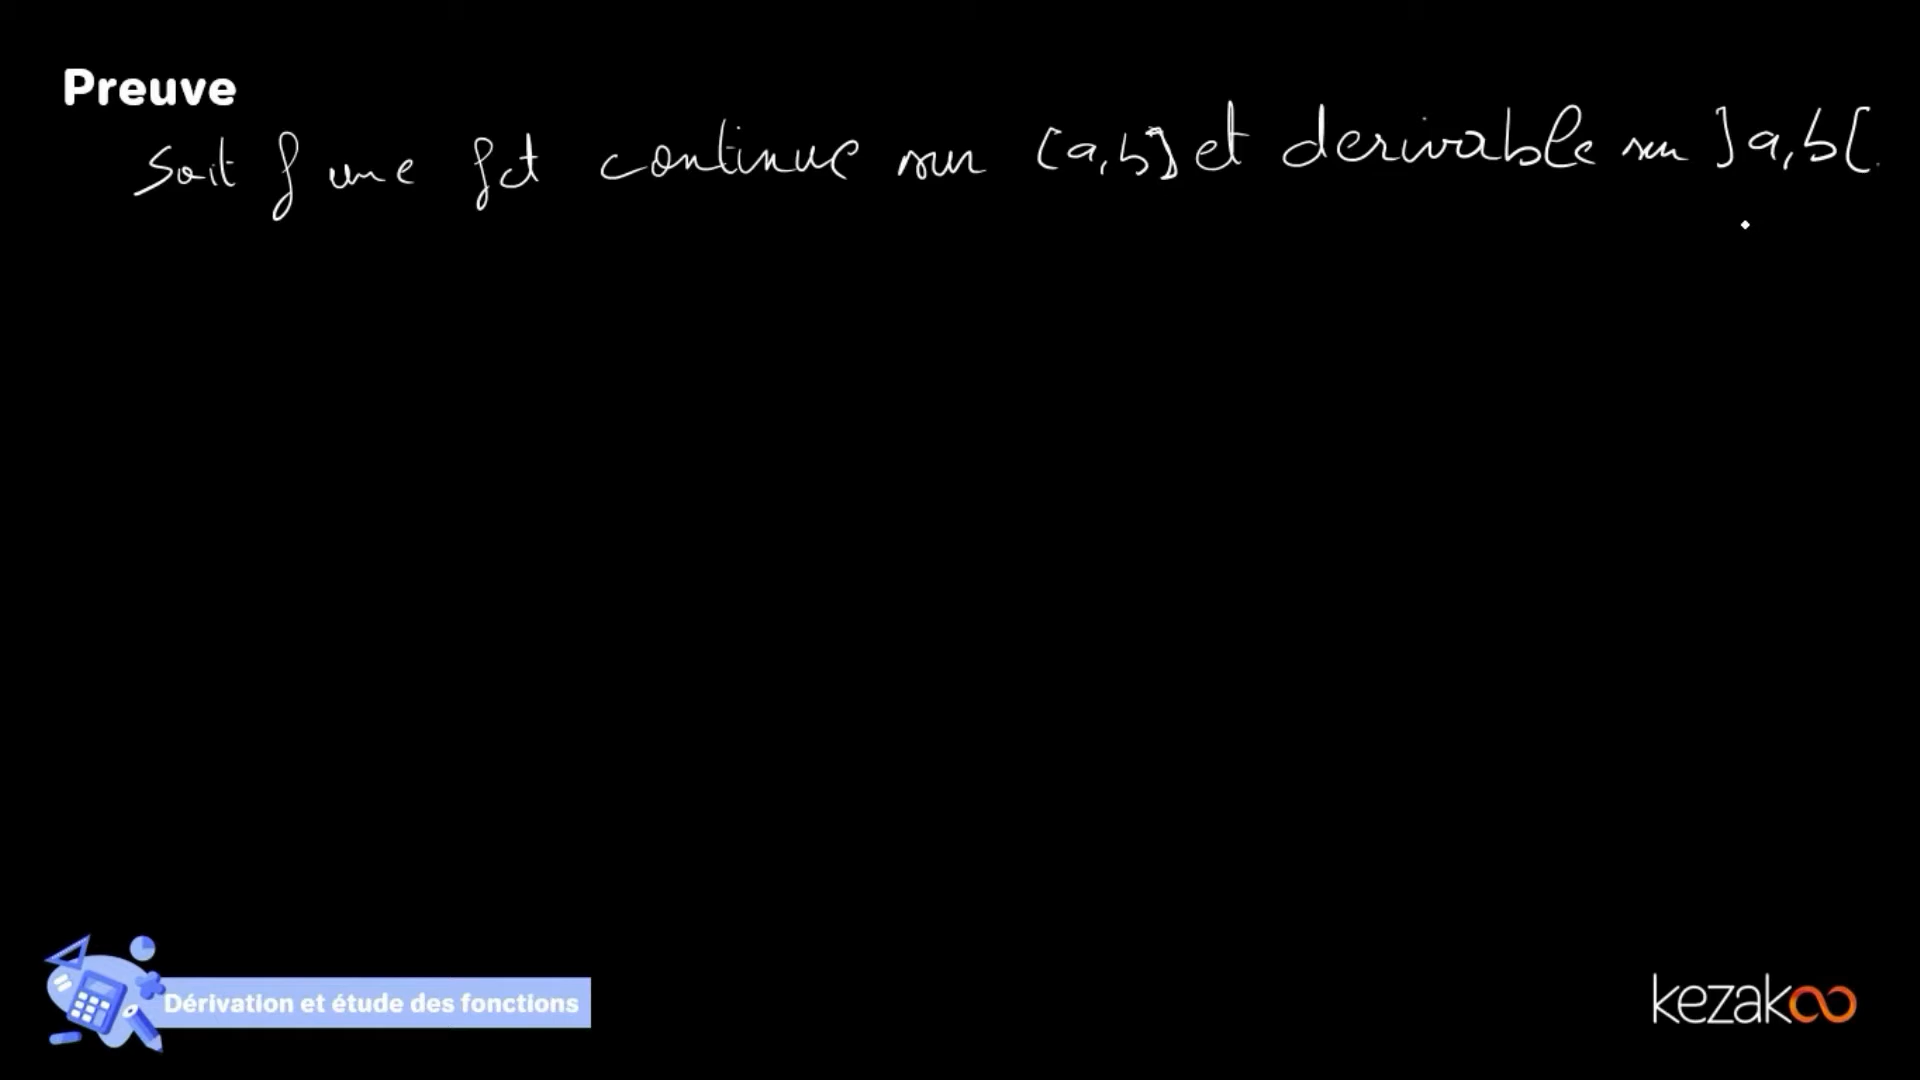 Preuve
Soit f une fct continue sur [a,b] et derivable sur ]a,b[.
Dérivation et étude des fonctions
kezakoo